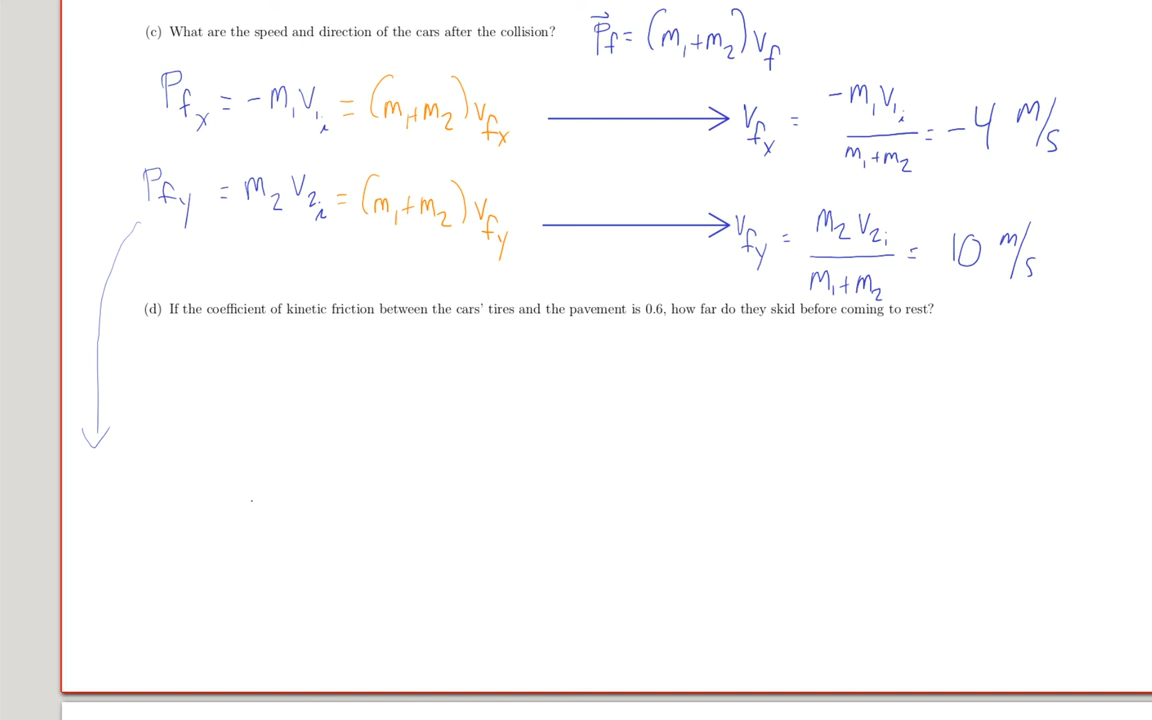 (c) What are the speed and direction of the cars after the collision?
P⃗f = (m₁+m₂)vf
Pfx = -m₁V₁i = (m₁+m₂)vfx → Vfx = -m₁V₁i / m₁+m₂ = -4 m/s
Pfy = m₂V₂i = (m₁+m₂)vfy → Vfy = m₂V₂i / m₁+m₂ = 10 m/s
(d) If the coefficient of kinetic friction between the cars' tires and the pavement is 0.6, how far do they skid before coming to rest?